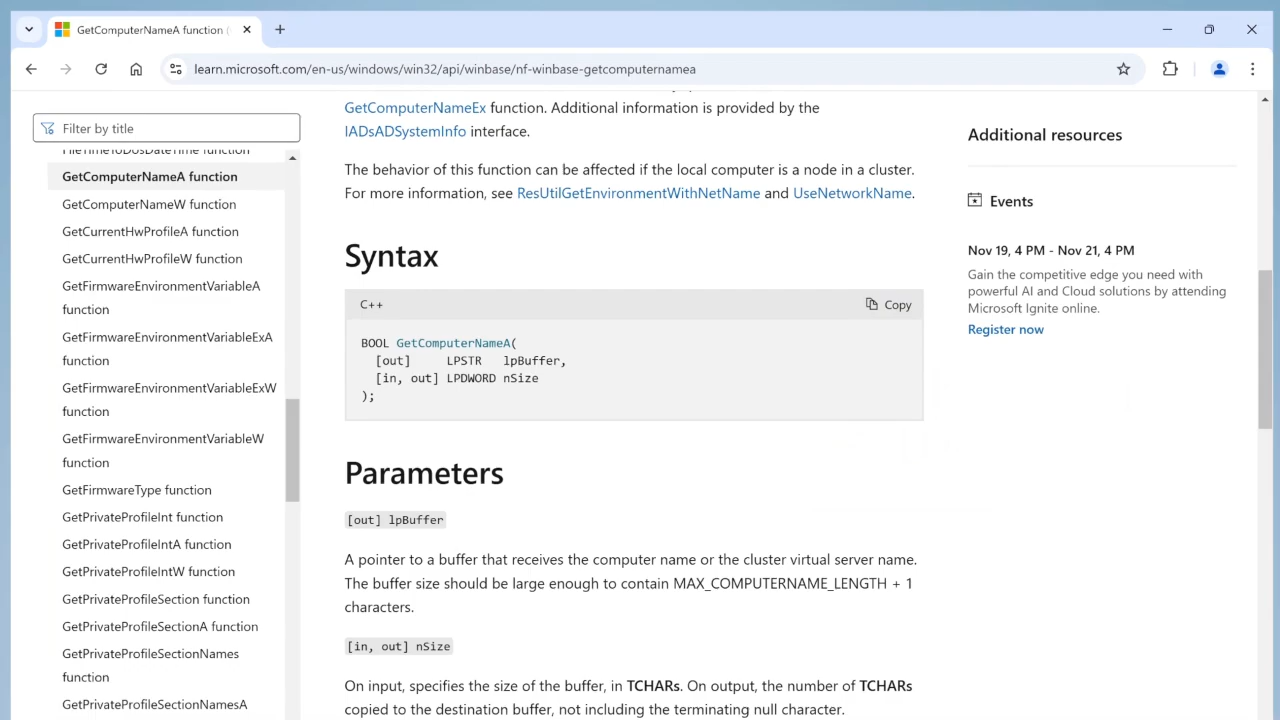 GetComputerNameA function (
learn.microsoft.com/en-us/windows/win32/api/winbase/nf-winbase-getcomputernamea
Filter by title
FileTimeToDosDateTime function
GetComputerNameA function
GetComputerNameW function
GetCurrentHwProfileA function
GetCurrentHwProfileW function
GetFirmwareEnvironmentVariableA
function
GetFirmwareEnvironmentVariableExA
function
GetFirmwareEnvironmentVariableExW
function
GetFirmwareEnvironmentVariableW
function
GetFirmwareType function
GetPrivateProfileInt function
GetPrivateProfileIntA function
GetPrivateProfileIntW function
GetPrivateProfileSection function
GetPrivateProfileSectionA function
GetPrivateProfileSectionNames
function
GetPrivateProfileSectionNamesA
GetComputerNameEx function. Additional information is provided by the
IADsADSystemInfo interface.
The behavior of this function can be affected if the local computer is a node in a cluster.
For more information, see ResUtilGetEnvironmentWithNetName and UseNetworkName.
Syntax
C++
Copy
BOOL GetComputerNameA(
[out] LPSTR lpBuffer,
[in, out] LPDWORD nSize
);
Parameters
[out] lpBuffer
A pointer to a buffer that receives the computer name or the cluster virtual server name.
The buffer size should be large enough to contain MAX_COMPUTERNAME_LENGTH + 1
characters.
[in, out] nSize
On input, specifies the size of the buffer, in TCHARs. On output, the number of TCHARs
copied to the destination buffer, not including the terminating null character.
Additional resources
Events
Nov 19, 4 PM - Nov 21, 4 PM
Gain the competitive edge you need with
powerful AI and Cloud solutions by attending
Microsoft Ignite online.
Register now